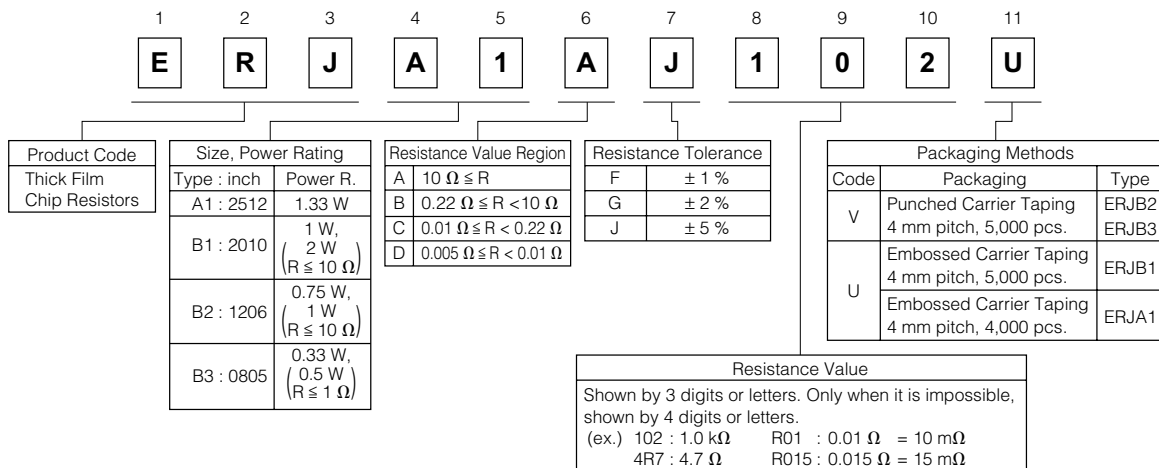 1 2 3 4 5 6 7 8 9 10 11
E R J A 1 A J 1 0 2 U
Product Code
Thick Film
Chip Resistors
Size, Power Rating
Type : inch Power R.
A1 : 2512 1.33 W
B1 : 2010 1 W, ( 2 W R ≦ 10 Ω )
B2 : 1206 0.75 W, ( 1 W R ≦ 10 Ω )
B3 : 0805 0.33 W, ( 0.5 W R ≦ 1 Ω )
Resistance Value Region
A 10 Ω ≦ R
B 0.22 Ω ≦ R < 10 Ω
C 0.01 Ω ≦ R < 0.22 Ω
D 0.005 Ω ≦ R < 0.01 Ω
Resistance Tolerance
F ± 1 %
G ± 2 %
J ± 5 %
Packaging Methods
Code Packaging Type
V Punched Carrier Taping ERJB2
4 mm pitch, 5,000 pcs. ERJB3
U Embossed Carrier Taping
4 mm pitch, 5,000 pcs. ERJB1
Embossed Carrier Taping
4 mm pitch, 4,000 pcs. ERJA1
Resistance Value
Shown by 3 digits or letters. Only when it is impossible,
shown by 4 digits or letters.
(ex.) 102 : 1.0 kΩ R01 : 0.01 Ω = 10 mΩ
4R7 : 4.7 Ω R015 : 0.015 Ω = 15 mΩ